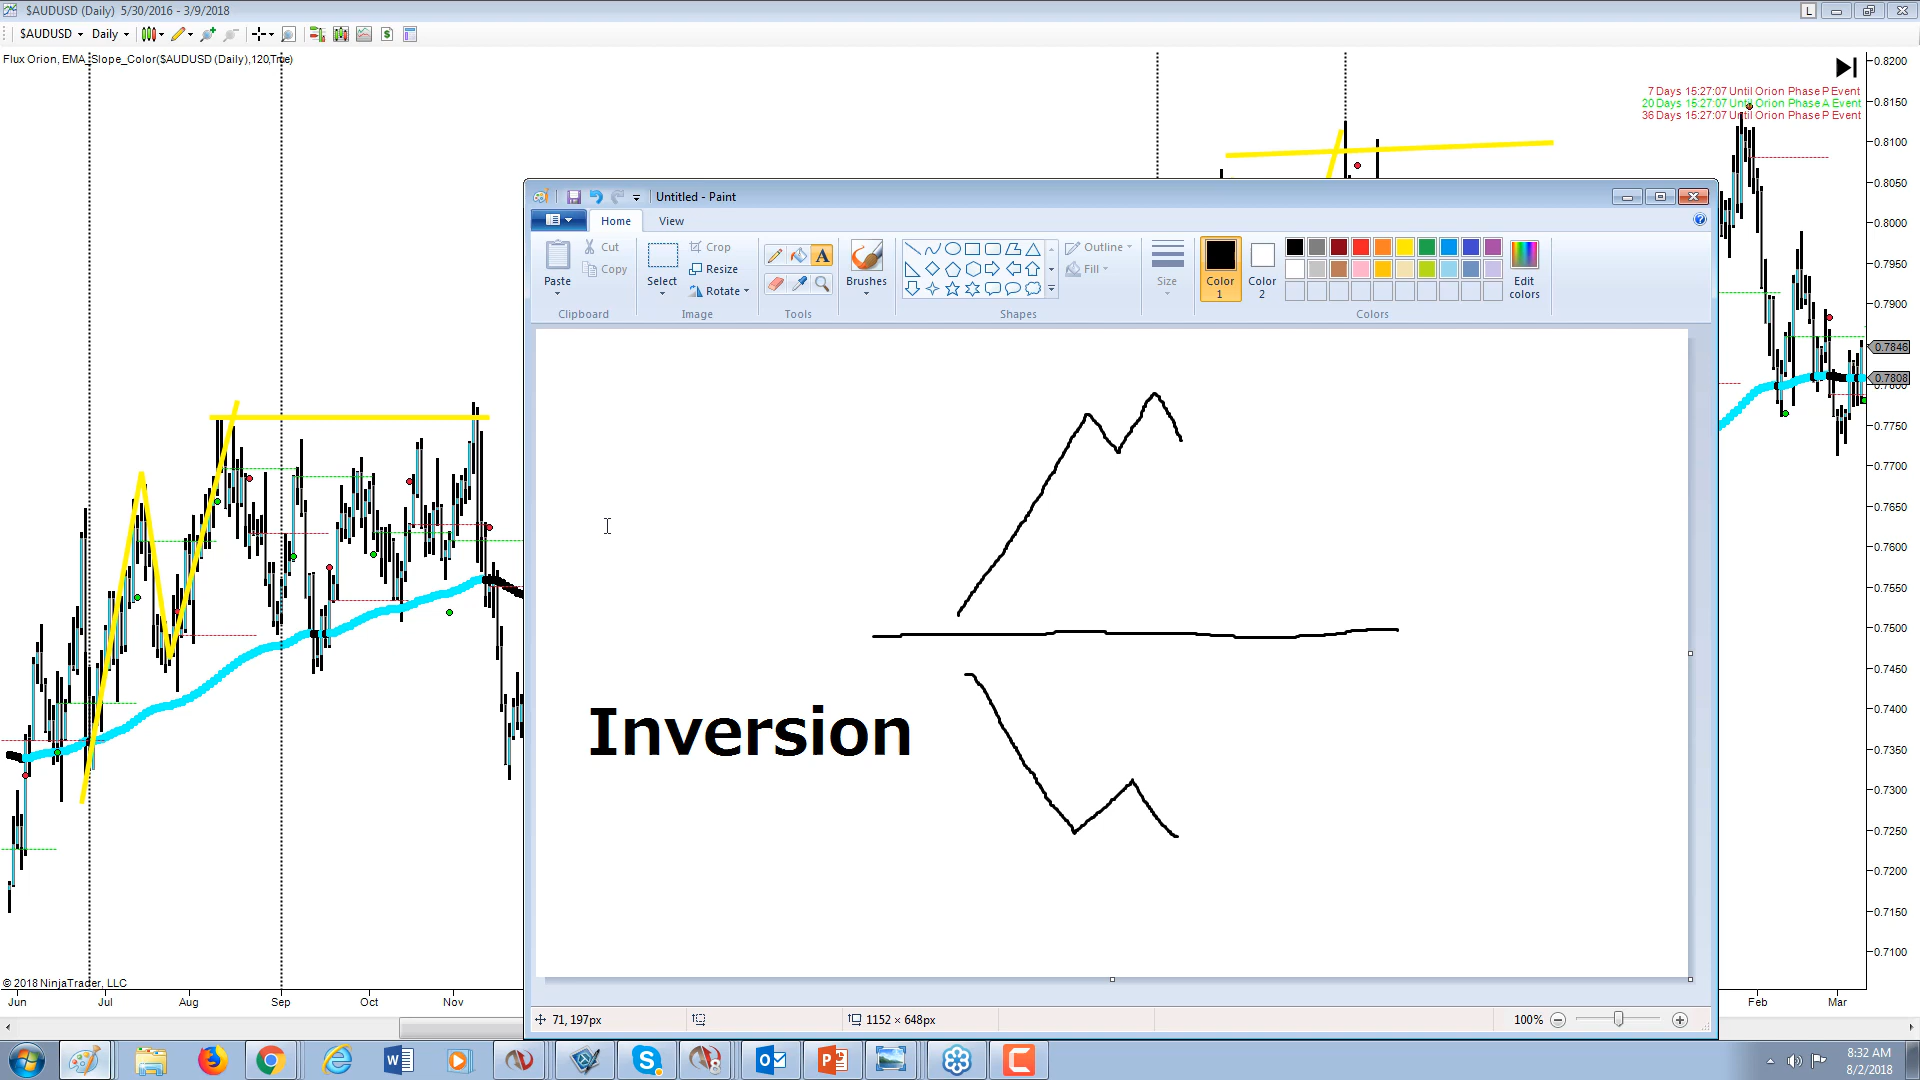 $AUDUSD (Daily) 5/30/2016 - 3/9/2018
L
$AUDUSD Daily
Flux Orion, EMA_Slope_Color($AUDUSD (Daily),120,True)
7 Days 15:27:07 Until Orion Phase P Event
20 Days 15:27:07 Until Orion Phase A Event
36 Days 15:27:07 Until Orion Phase P Event
0.8200
0.8150
0.8100
0.8050
0.8000
0.7950
0.7900
0.7846
0.7808
0.7800
0.7750
0.7700
0.7650
0.7600
0.7550
0.7500
0.7450
0.7400
0.7350
0.7300
0.7250
0.7200
0.7150
0.7100
Untitled - Paint
Home View
Paste
Cut
Copy
Clipboard
Select
Crop
Resize
Rotate
Image
A
Tools
Brushes
Outline
Fill
Shapes
Size
Color 1
Color 2
Edit colors
Colors
Inversion
71, 197px
1152 × 648px
100%
© 2018 NinjaTrader, LLC
Jun Jul Aug Sep Oct Nov Feb Mar
8:32 AM
8/2/2018